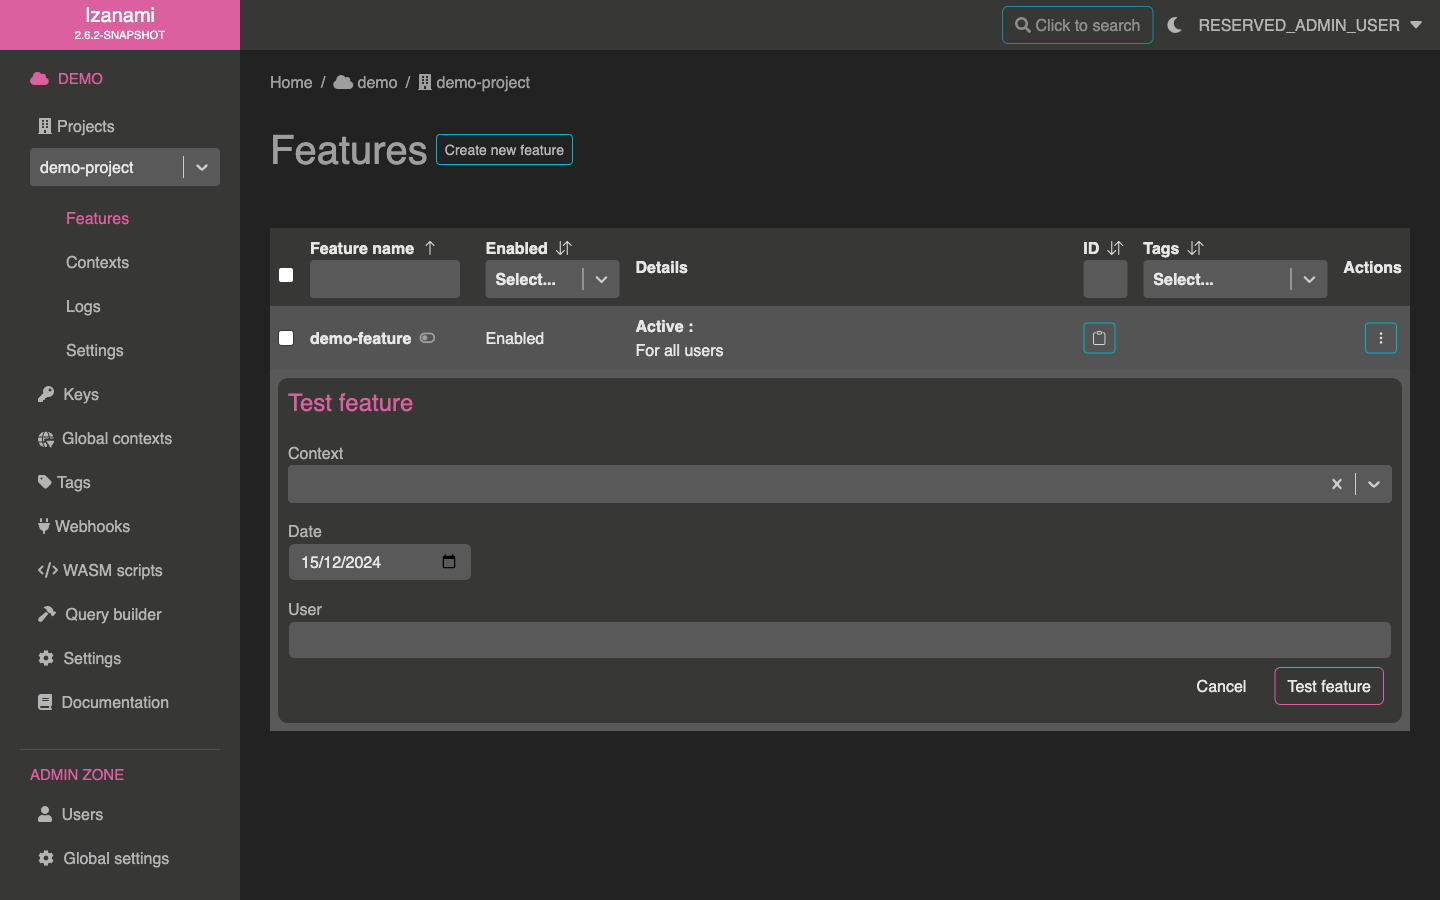 Izanami
2.6.2-SNAPSHOT
Click to search
RESERVED_ADMIN_USER
DEMO
Projects
demo-project
Features
Contexts
Logs
Settings
Keys
Global contexts
Tags
Webhooks
WASM scripts
Query builder
Settings
Documentation
ADMIN ZONE
Users
Global settings
Home / demo / demo-project
Features
Create new feature
Feature name
Enabled
Select...
Details
ID
Tags
Select...
Actions
demo-feature
Enabled
Active :
For all users
Test feature
Context
Date
15/12/2024
User
Cancel
Test feature